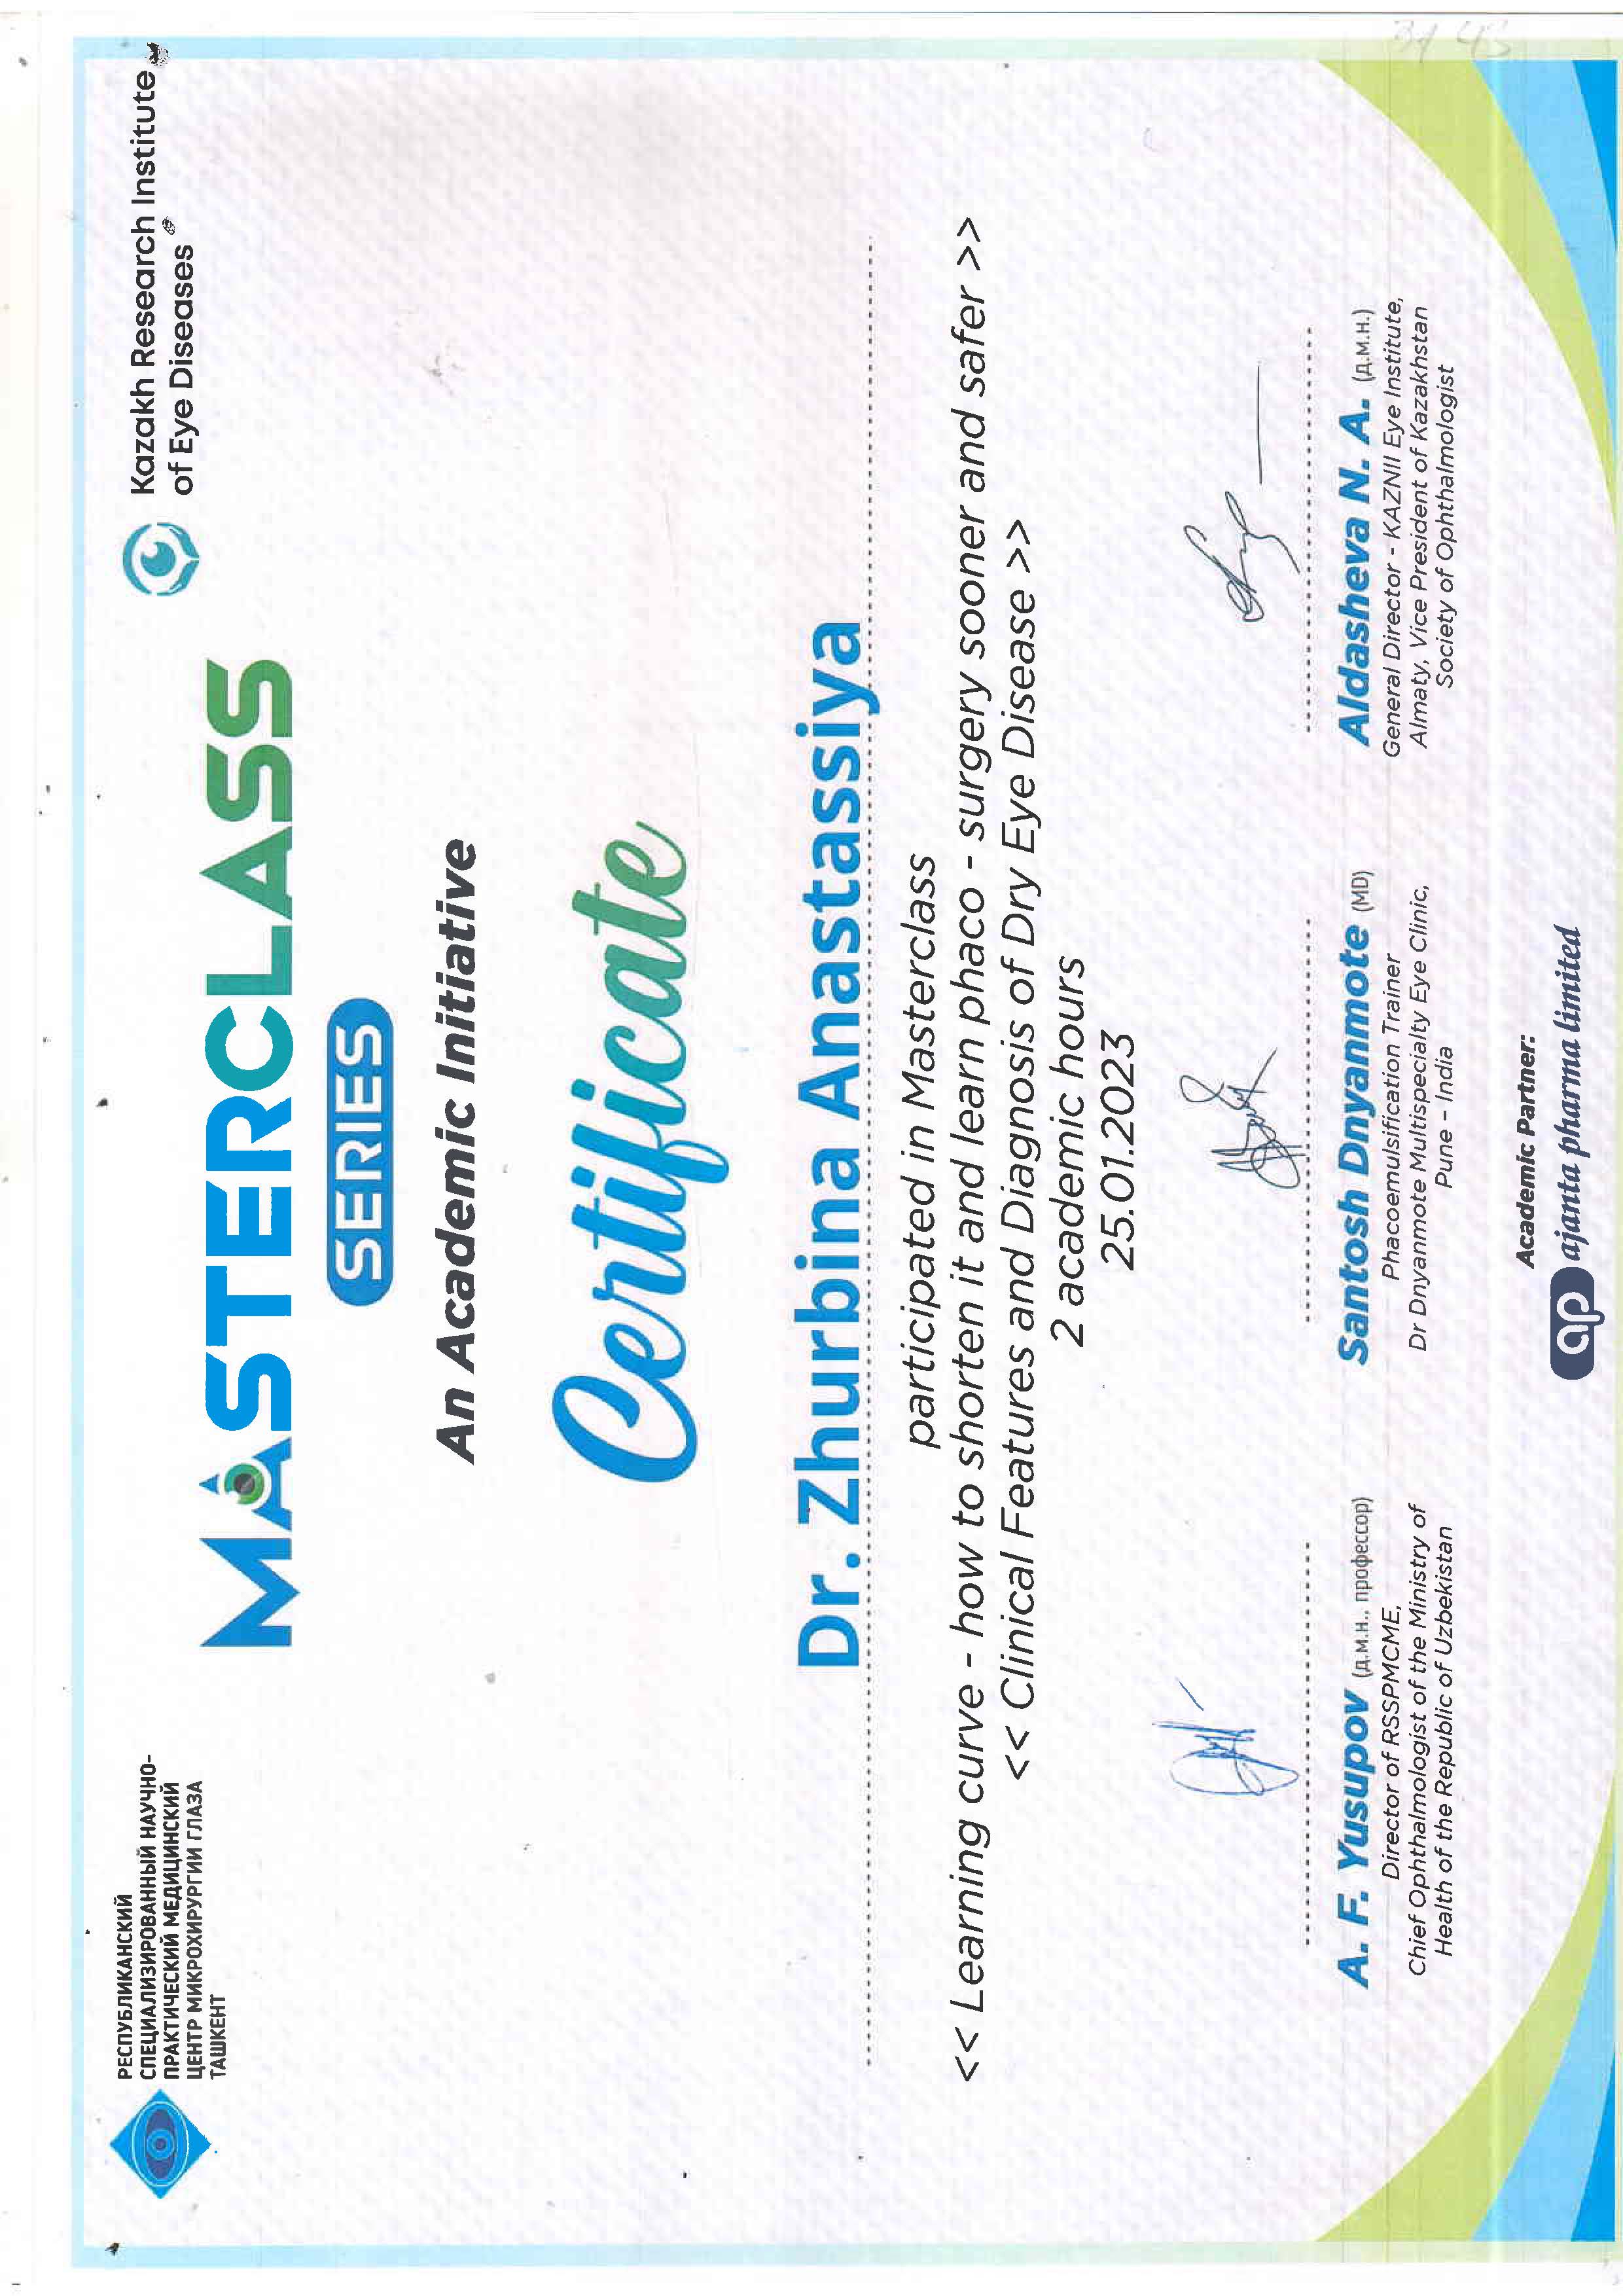 РЕСПУБЛИКАНСКИЙ
СПЕЦИАЛИЗИРОВАННЫЙ НАУЧНО-
ПРАКТИЧЕСКИЙ МЕДИЦИНСКИЙ
ЦЕНТР МИКРОХИРУРГИИ ГЛАЗА
ТАШКЕНТ
Kazakh Research Institute
of Eye Diseases
MASTERCLASS
SERIES
An Academic Initiative
Certificate
Dr. Zhurbina Anastassiya
participated in Masterclass
<< Learning curve - how to shorten it and learn phaco - surgery sooner and safer >>
<< Clinical Features and Diagnosis of Dry Eye Disease >>
2 academic hours
25.01.2023
A. F. Yusupov (д.м.н., профессор)
Director of RSSPMCME,
Chief Ophthalmologist of the Ministry of
Health of the Republic of Uzbekistan
Santosh Dnyanmote (MD)
Phacoemulsification Trainer
Dr Dnyanmote Multispecialty Eye Clinic,
Pune - India
Aldasheva N. A. (д.м.н.)
General Director - KAZNII Eye Institute,
Almaty, Vice President of Kazakhstan
Society of Ophthalmologist
Academic Partner:
ap ajanta pharma limited